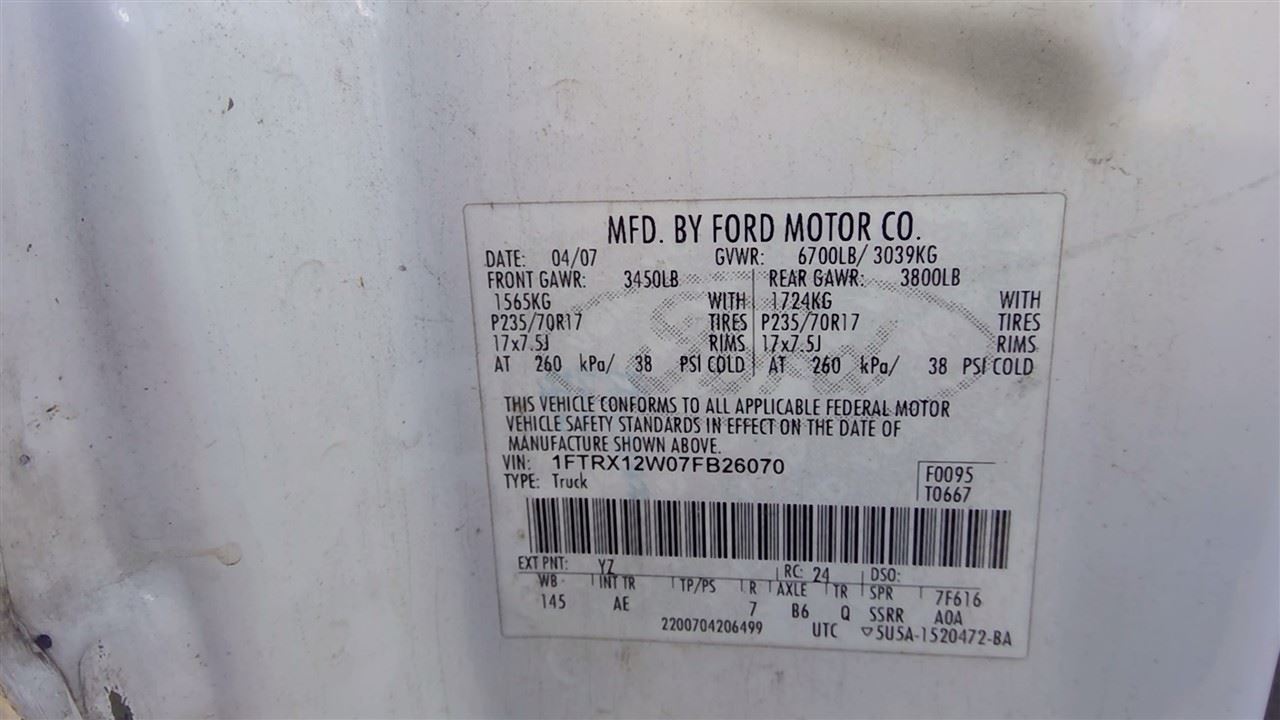 MFD. BY FORD MOTOR CO.
DATE: 04/07 GVWR: 6700LB/ 3039KG
FRONT GAWR: 3450LB REAR GAWR: 3800LB
1565KG WITH 1724KG WITH
P235/70R17 TIRES P235/70R17 TIRES
17x7.5J RIMS 17x7.5J RIMS
AT 260 kPa/ 38 PSI COLD AT 260 kPa/ 38 PSI COLD
Ford
THIS VEHICLE CONFORMS TO ALL APPLICABLE FEDERAL MOTOR
VEHICLE SAFETY STANDARDS IN EFFECT ON THE DATE OF
MANUFACTURE SHOWN ABOVE.
VIN: 1FTRX12W07FB26070 F0095
TYPE: Truck T0667
EXT PNT: YZ RC: 24 DSO:
WB INT TR TP/PS R AXLE TR SPR 7F616
145 AE 7 B6 Q SSRR A0A
2200704206499 UTC ▽5U5A-1520472-BA